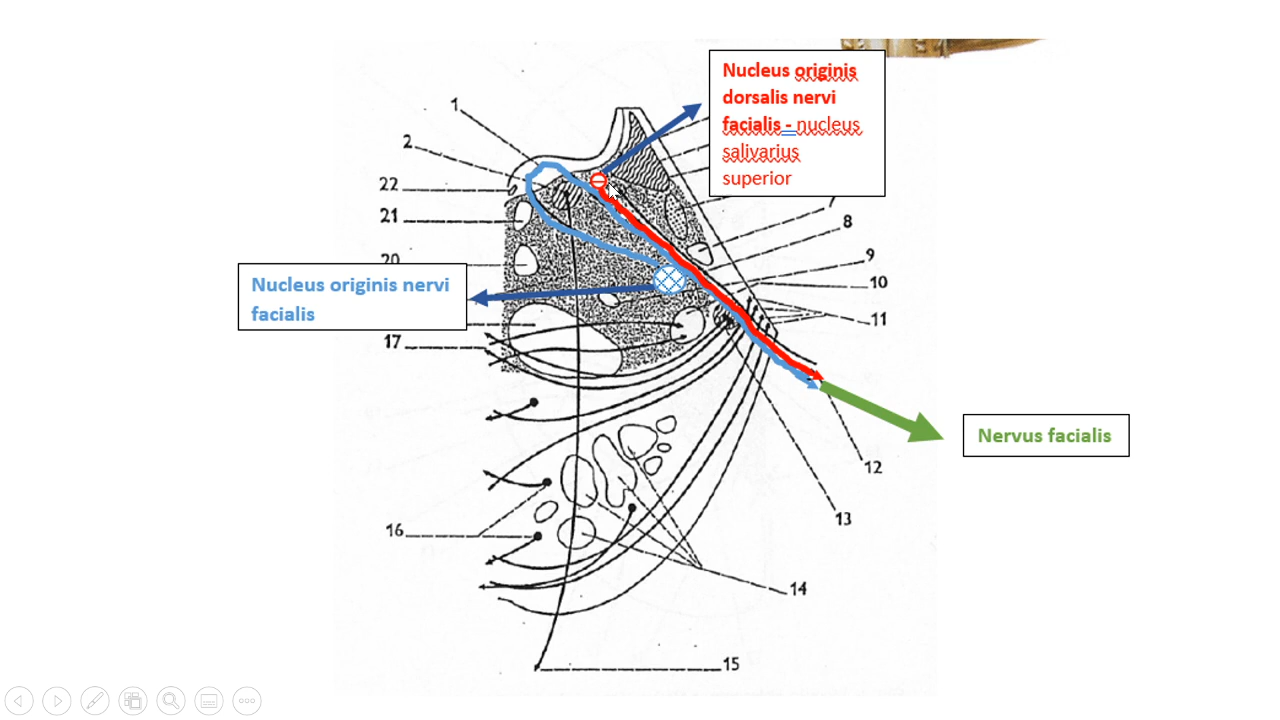 Nucleus originis
dorsalis nervi
facialis - nucleus
salivarius
superior
1
2
22
21
20
17
16
7
8
9
10
11
12
13
14
15
Nucleus originis nervi
facialis
Nervus facialis